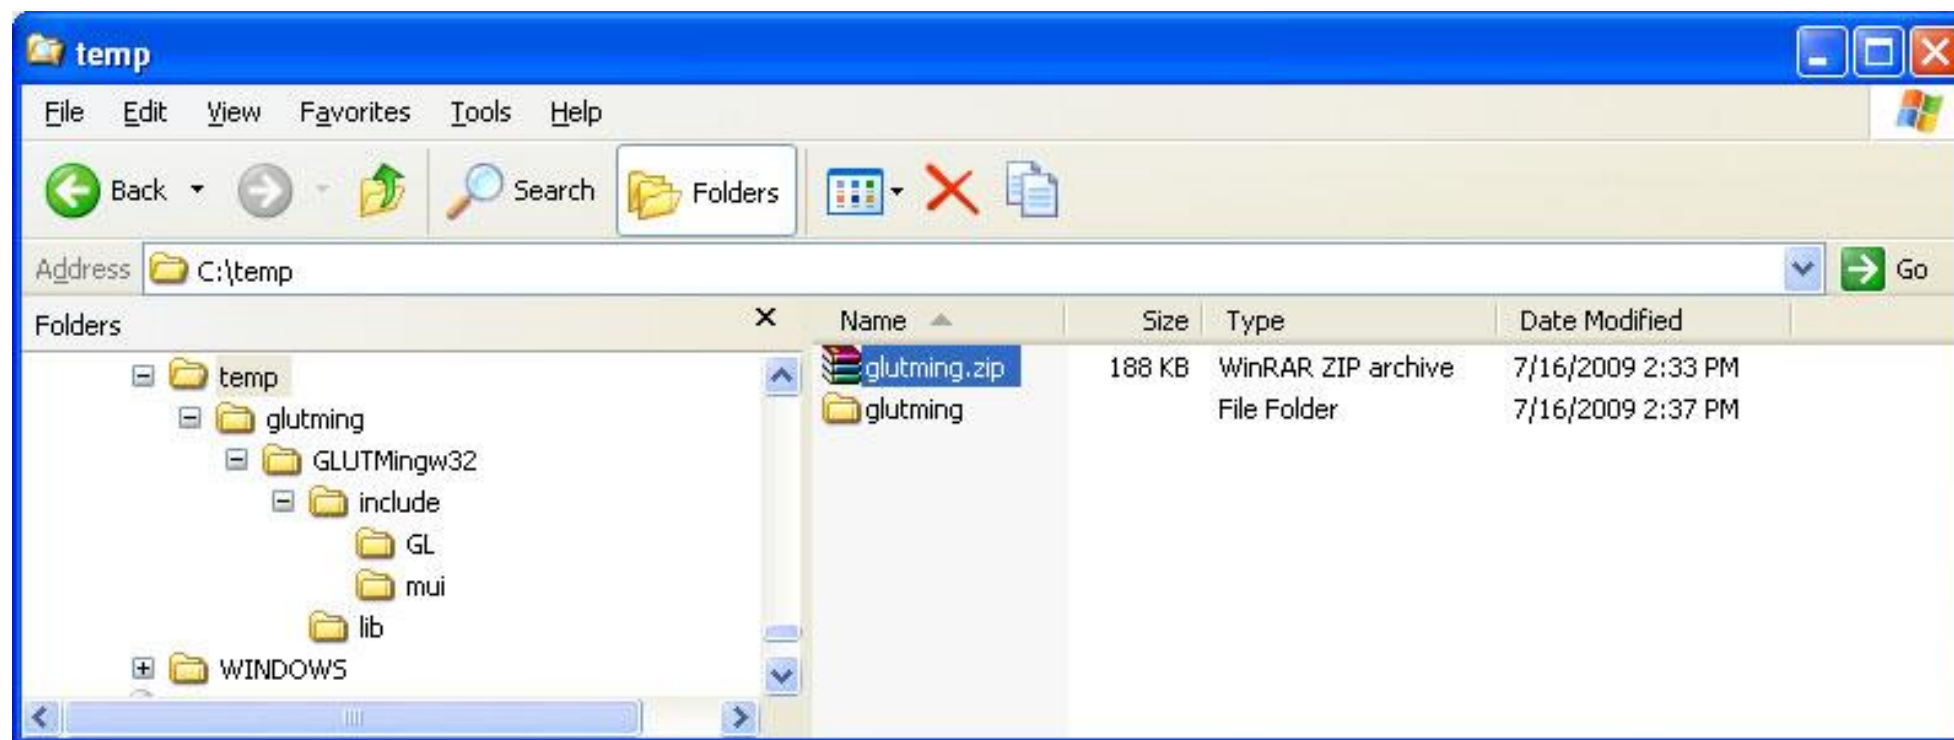 temp
File Edit View Favorites Tools Help
Back Search Folders
Address C:\temp Go
Folders X Name Size Type Date Modified
temp glutming.zip 188 KB WinRAR ZIP archive 7/16/2009 2:33 PM
glutming glutming File Folder 7/16/2009 2:37 PM
GLUTMingw32
include
GL
mui
lib
WINDOWS